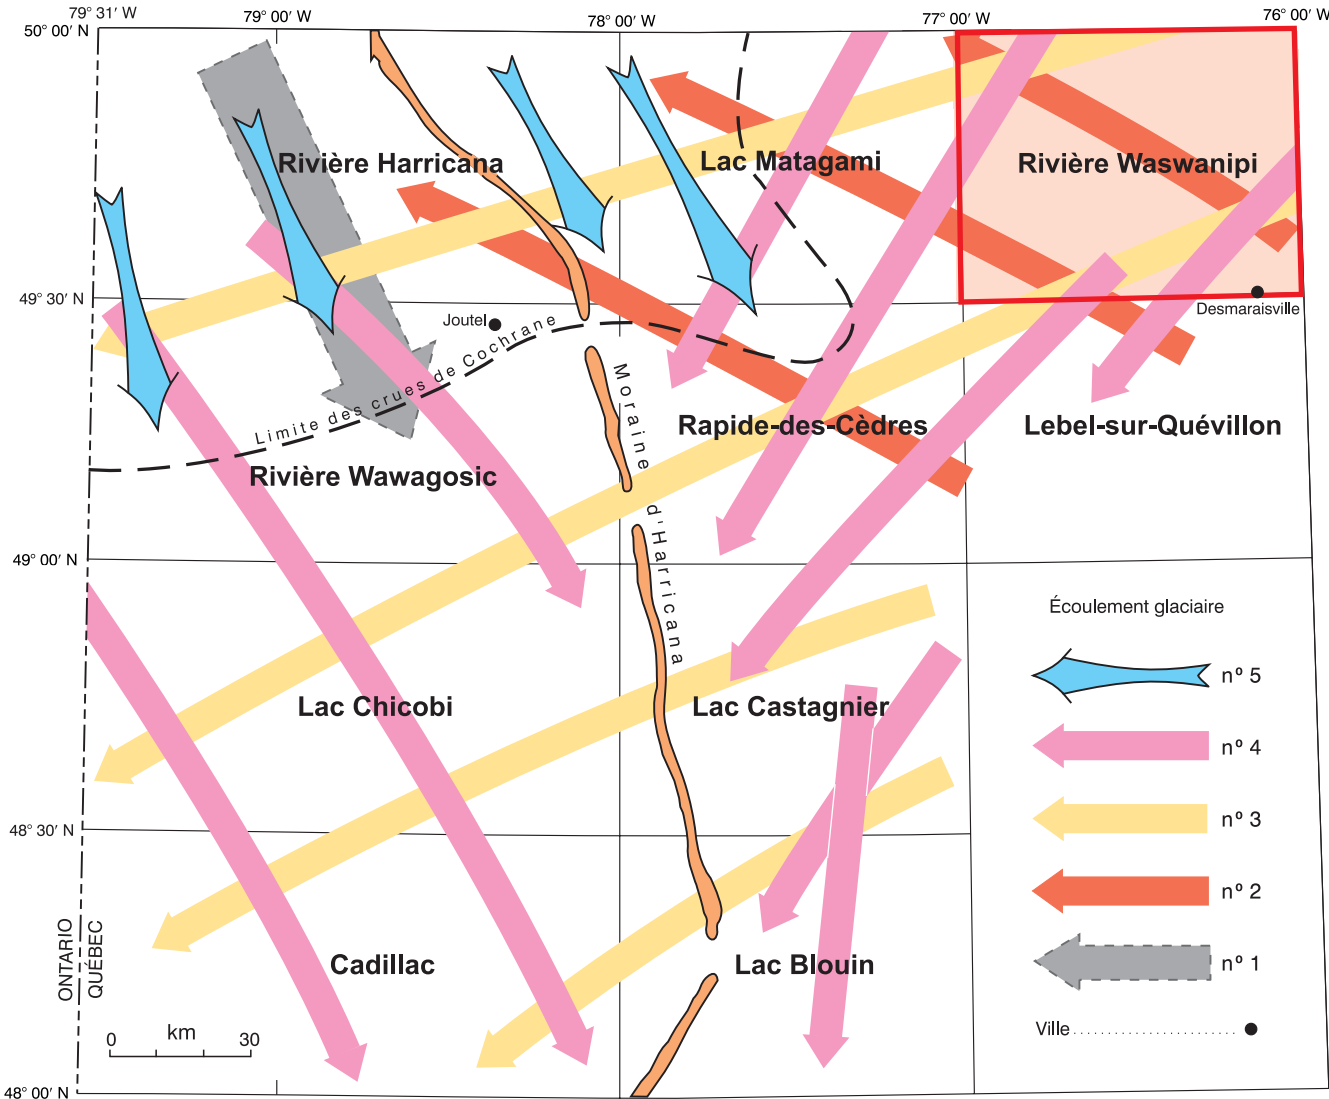 79° 31' W
79° 00' W
78° 00' W
77° 00' W
76° 00' W
50° 00' N
Rivière Harricana
Lac Matagami
Rivière Waswanipi
49° 30' N
Joutel
Desmaraisville
Limite des crues de Cochrane
Moraine d'Harricana
Rapide-des-Cèdres
Lebel-sur-Quévillon
Rivière Wawagosic
49° 00' N
Écoulement glaciaire
nº 5
Lac Chicobi
Lac Castagnier
nº 4
48° 30' N
nº 3
nº 2
ONTARIO
QUÉBEC
Cadillac
Lac Blouin
nº 1
0 km 30
Ville
48° 00' N